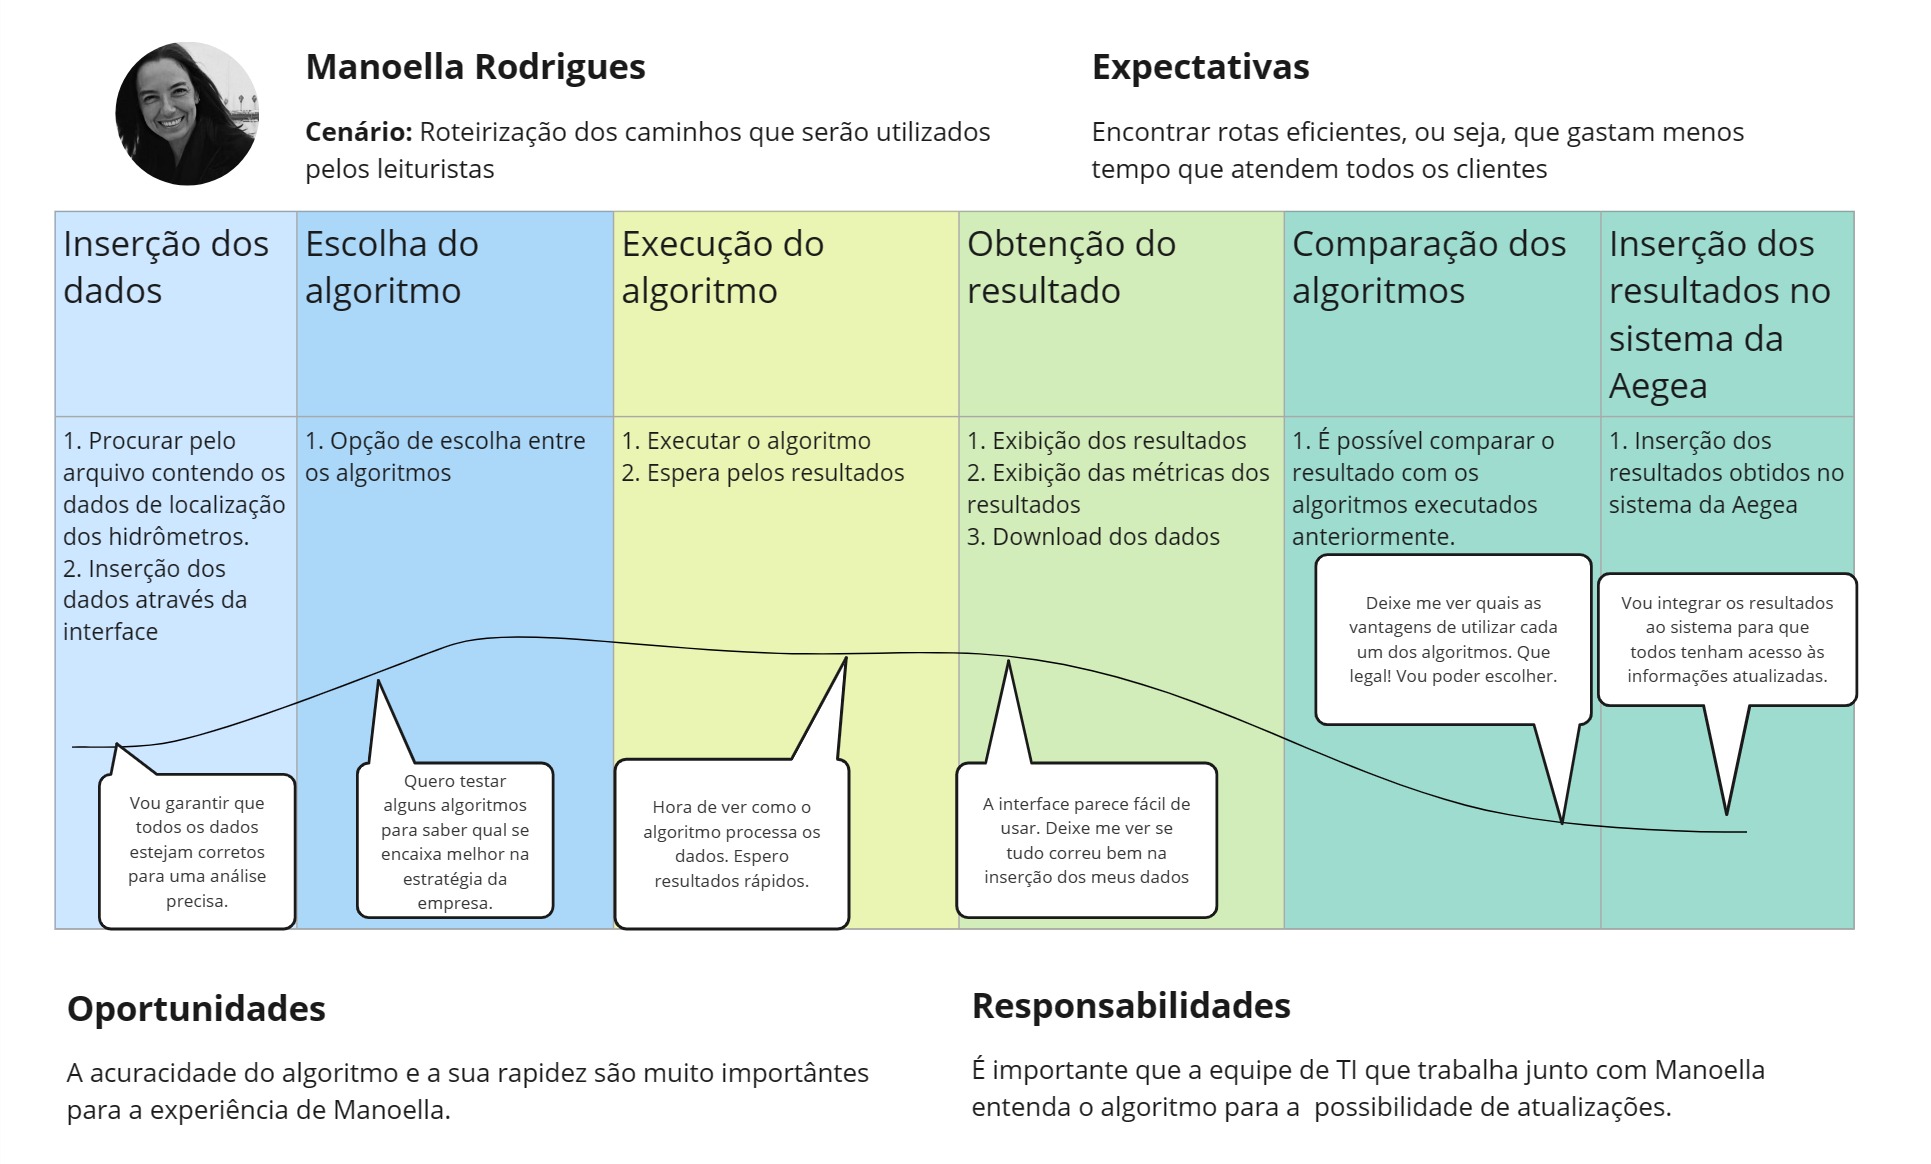 Manoella Rodrigues
Cenário: Roteirização dos caminhos que serão utilizados
pelos leituristas
Expectativas
Encontrar rotas eficientes, ou seja, que gastam menos
tempo que atendem todos os clientes
Inserção dos
dados
Escolha do
algoritmo
Execução do
algoritmo
Obtenção do
resultado
Comparação dos
algoritmos
Inserção dos
resultados no
sistema da
Aegea
1. Procurar pelo
arquivo contendo os
dados de localização
dos hidrômetros.
2. Inserção dos
dados através da
interface
1. Opção de escolha entre
os algoritmos
1. Executar o algoritmo
2. Espera pelos resultados
1. Exibição dos resultados
2. Exibição das métricas dos
resultados
3. Download dos dados
1. É possível comparar o
resultado com os
algoritmos executados
anteriormente.
1. Inserção dos
resultados obtidos no
sistema da Aegea
Vou garantir que
todos os dados
estejam corretos
para uma análise
precisa.
Quero testar
alguns algoritmos
para saber qual se
encaixa melhor na
estratégia da
empresa.
Hora de ver como o
algoritmo processa os
dados. Espero
resultados rápidos.
A interface parece fácil de
usar. Deixe me ver se
tudo correu bem na
inserção dos meus dados
Deixe me ver quais as
vantagens de utilizar cada
um dos algoritmos. Que
legal! Vou poder escolher.
Vou integrar os resultados
ao sistema para que
todos tenham acesso às
informações atualizadas.
Oportunidades
A acuracidade do algoritmo e a sua rapidez são muito importântes
para a experiência de Manoella.
Responsabilidades
É importante que a equipe de TI que trabalha junto com Manoella
entenda o algoritmo para a  possibilidade de atualizações.